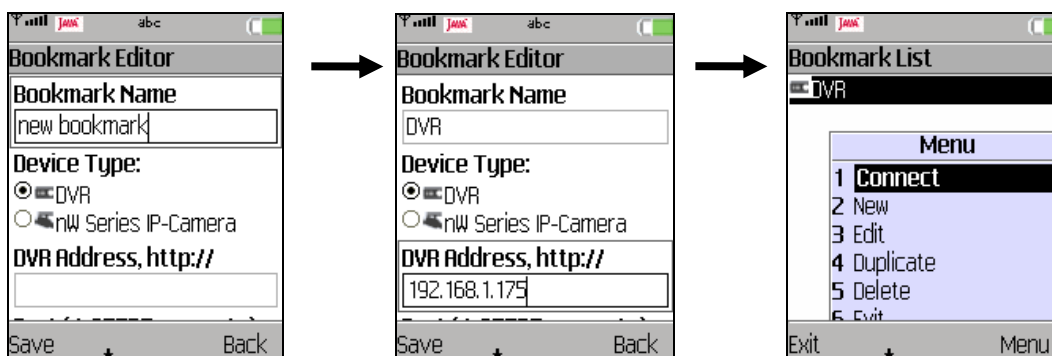 JAVA abc
Bookmark Editor
Bookmark Name
new bookmark
Device Type:
DVR
nW Series IP-Camera
DVR Address, http://
Save Back
JAVA abc
Bookmark Editor
Bookmark Name
DVR
Device Type:
DVR
nW Series IP-Camera
DVR Address, http://
192.168.1.175
Save Back
JAVA
Bookmark List
DVR
Menu
1 Connect
2 New
3 Edit
4 Duplicate
5 Delete
6 Exit
Exit Menu